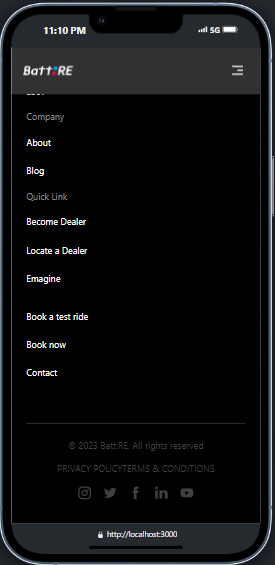 11:10 PM
5G
Batt:RE
Company
About
Blog
Quick Link
Become Dealer
Locate a Dealer
Emagine
Book a test ride
Book now
Contact
© 2023 Batt:RE. All rights reserved
PRIVACY POLICYTERMS & CONDITIONS
http://localhost:3000